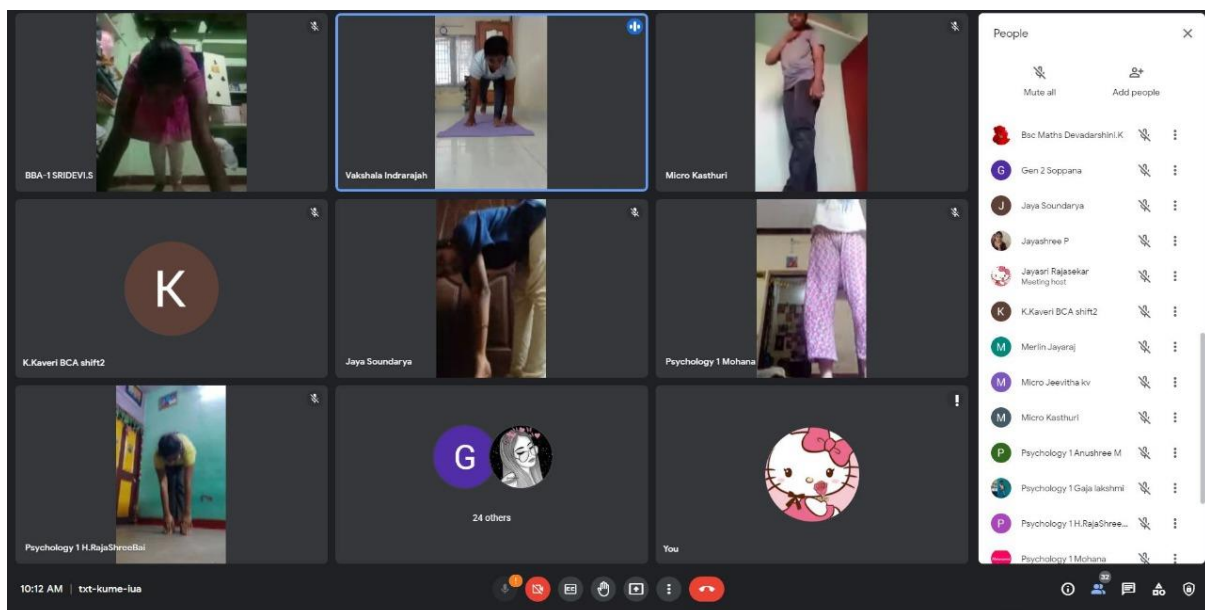 BBA-1 SRIDEVI.S
Vakshala Indrarajah
Micro Kasthuri
K
K.Kaveri BCA shift2
Jaya Soundarya
Psychology 1 Mohana
Psychology 1 H.RajaShreeBai
G
24 others
You
People
Mute all
Add people
Bsc Maths Devadarshini.K
G
Gen 2 Soppana
J
Jaya Soundarya
Jayashree P
Jayasri Rajasekar
Meeting host
K
K.Kaveri BCA shift2
M
Merlin Jayaraj
M
Micro Jeevitha kv
M
Micro Kasthuri
P
Psychology 1 Anushree M
Psychology 1 Gaja lakshmi
P
Psychology 1 H.RajaShree...
Psychology 1 Mohana
10:12 AM | txt-kume-iua
32